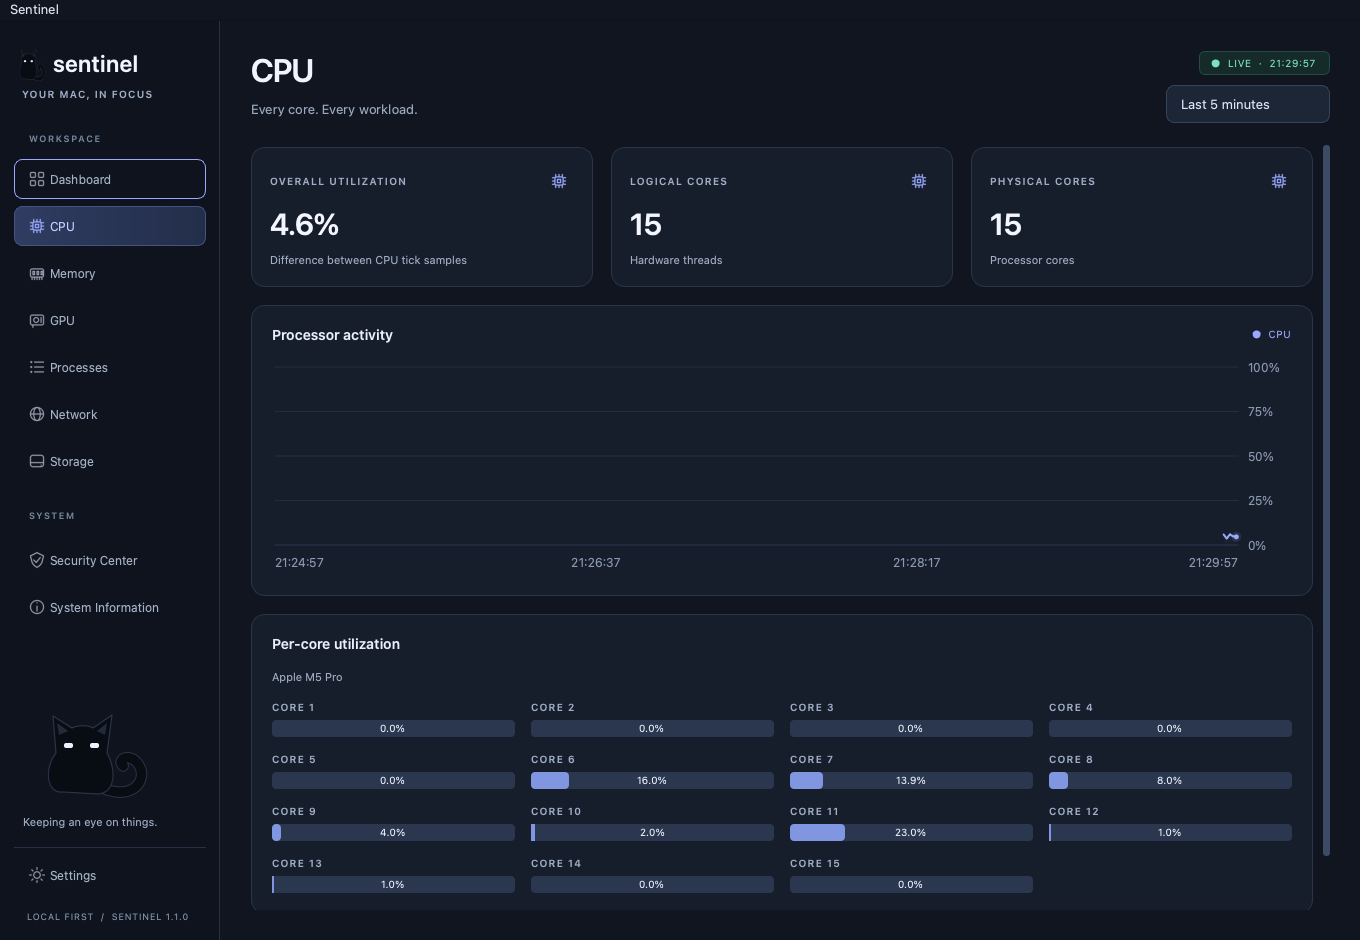 Sentinel
sentinel
YOUR MAC, IN FOCUS
WORKSPACE
Dashboard
CPU
Memory
GPU
Processes
Network
Storage
SYSTEM
Security Center
System Information
Keeping an eye on things.
Settings
LOCAL FIRST / SENTINEL 1.1.0
CPU
Every core. Every workload.
LIVE · 21:29:57
Last 5 minutes
OVERALL UTILIZATION
4.6%
Difference between CPU tick samples
LOGICAL CORES
15
Hardware threads
PHYSICAL CORES
15
Processor cores
Processor activity
CPU
100%
75%
50%
25%
0%
21:24:57 21:26:37 21:28:17 21:29:57
Per-core utilization
Apple M5 Pro
CORE 1 CORE 2 CORE 3 CORE 4
0.0% 0.0% 0.0% 0.0%
CORE 5 CORE 6 CORE 7 CORE 8
0.0% 16.0% 13.9% 8.0%
CORE 9 CORE 10 CORE 11 CORE 12
4.0% 2.0% 23.0% 1.0%
CORE 13 CORE 14 CORE 15
1.0% 0.0% 0.0%